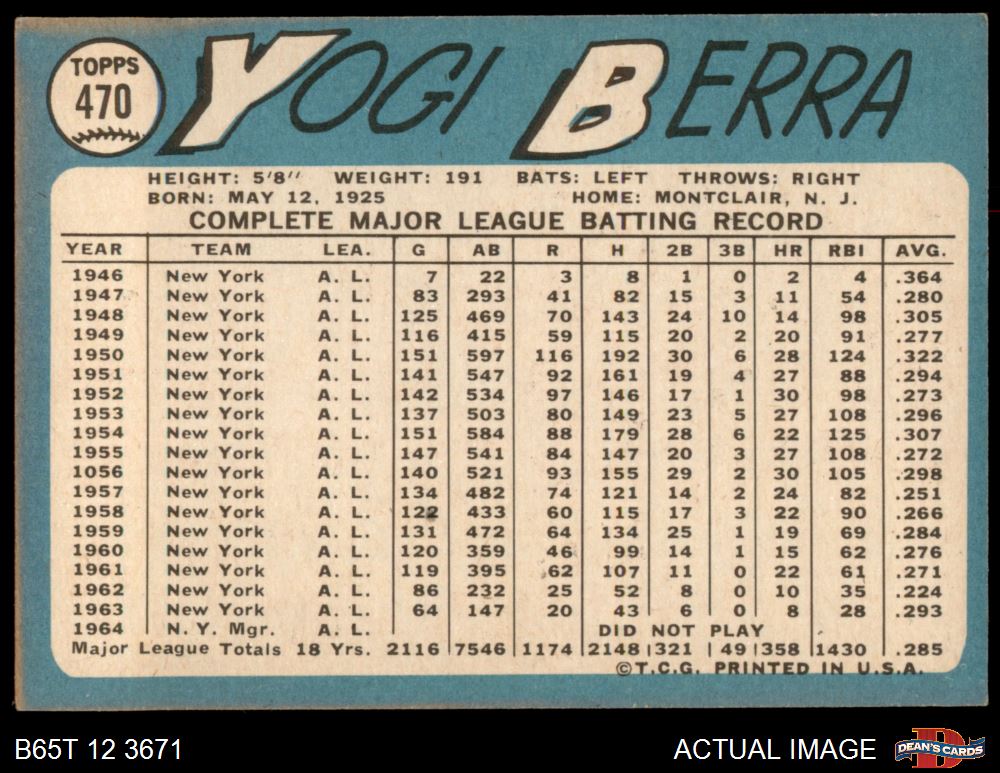 TOPPS
470
YOGI BERRA
HEIGHT: 5'8" WEIGHT: 191 BATS: LEFT THROWS: RIGHT
BORN: MAY 12, 1925 HOME: MONTCLAIR, N. J.
COMPLETE MAJOR LEAGUE BATTING RECORD
YEAR TEAM LEA. G AB R H 2B 3B HR RBI AVG.
1946 New York A. L. 7 22 3 8 1 0 2 4 .364
1947 New York A. L. 83 293 41 82 15 3 11 54 .280
1948 New York A. L. 125 469 70 143 24 10 14 98 .305
1949 New York A. L. 116 415 59 115 20 2 20 91 .277
1950 New York A. L. 151 597 116 192 30 6 28 124 .322
1951 New York A. L. 141 547 92 161 19 4 27 88 .294
1952 New York A. L. 142 534 97 146 17 1 30 98 .273
1953 New York A. L. 137 503 80 149 23 5 27 108 .296
1954 New York A. L. 151 584 88 179 28 6 22 125 .307
1955 New York A. L. 147 541 84 147 20 3 27 108 .272
1056 New York A. L. 140 521 93 155 29 2 30 105 .298
1957 New York A. L. 134 482 74 121 14 2 24 82 .251
1958 New York A. L. 122 433 60 115 17 3 22 90 .266
1959 New York A. L. 131 472 64 134 25 1 19 69 .284
1960 New York A. L. 120 359 46 99 14 1 15 62 .276
1961 New York A. L. 119 395 62 107 11 0 22 61 .271
1962 New York A. L. 86 232 25 52 8 0 10 35 .224
1963 New York A. L. 64 147 20 43 6 0 8 28 .293
1964 N. Y. Mgr. A. L. DID NOT PLAY
Major League Totals 18 Yrs. 2116 7546 1174 2148 321 49 358 1430 .285
©T.C.G. PRINTED IN U.S.A.
B65T 12 3671 ACTUAL IMAGE
DEAN'S CARDS